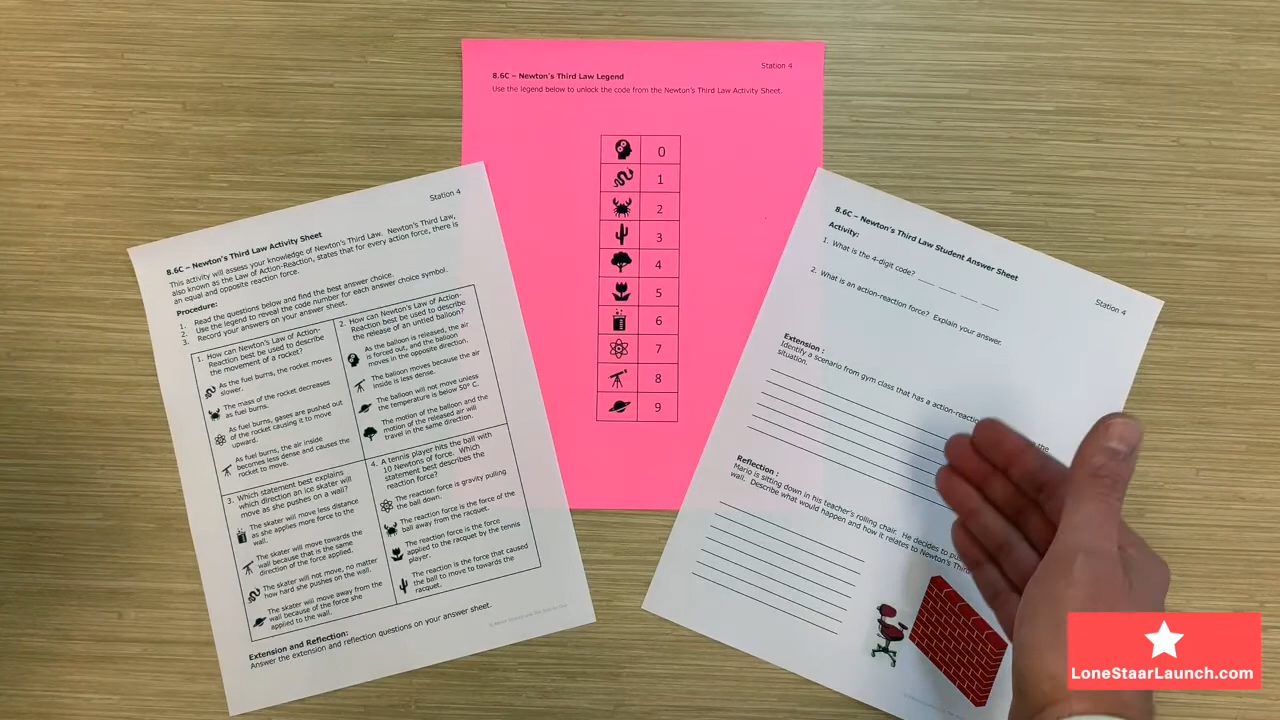 Station 4
8.6C – Newton's Third Law Legend
Use the legend below to unlock the code from the Newton's Third Law Activity Sheet.
0
1
2
3
4
5
6
7
8
9
Station 4
8.6C – Newton's Third Law Activity Sheet
This activity will assess your knowledge of Newton's Third Law. Newton's Third Law,
also known as the Law of Action-Reaction, states that for every action force, there is
an equal and opposite reaction force.
Procedure:
1. Read the questions below and find the best answer choice.
2. Use the legend to reveal the code number for each answer choice symbol.
3. Record your answers on your answer sheet.
1. How can Newton's Law of Action-
Reaction best be used to describe
the movement of a rocket?
As the fuel burns, the rocket moves
slower.
The mass of the rocket decreases
as fuel burns.
As fuel burns, gases are pushed out
of the rocket causing it to move
upward.
As fuel burns, the air inside
becomes less dense and causes the
rocket to move.
2. How can Newton's Law of Action-
Reaction best be used to describe
the release of an untied balloon?
As the balloon is released, the air
is forced out, and the balloon
moves in the opposite direction.
The balloon moves because the air
inside is less dense.
The balloon will not move unless
the temperature is below 50° C.
The motion of the balloon and the
motion of the released air will
travel in the same direction.
3. Which statement best explains
which direction an ice skater will
move as she pushes on a wall?
The skater will move less distance
as she applies more force to the
wall.
The skater will move towards the
wall because that is the same
direction of the force applied.
The skater will not move, no matter
how hard she pushes on the wall.
The skater will move away from the
wall because of the force she
applied to the wall.
4. A tennis player hits the ball with
10 Newtons of force. Which
statement best describes the
reaction force?
The reaction force is gravity pulling
the ball down.
The reaction force is the force of the
ball away from the racquet.
The reaction force is the force
applied to the racquet by the tennis
player.
The reaction is the force that caused
the ball to move to towards the
racquet.
Extension and Reflection:
Answer the extension and reflection questions on your answer sheet.
8.6C – Newton's Third Law Student Answer Sheet
Station 4
Activity:
1. What is the 4-digit code?
2. What is an action-reaction force? Explain your answer.
Extension :
Identify a scenario from gym class that has a action-reaction
situation.
Reflection :
Mario is sitting down in his teacher's rolling chair. He decides to
wall. Describe what would happen and how it relates to Newton's Third
LoneStaarLaunch.com